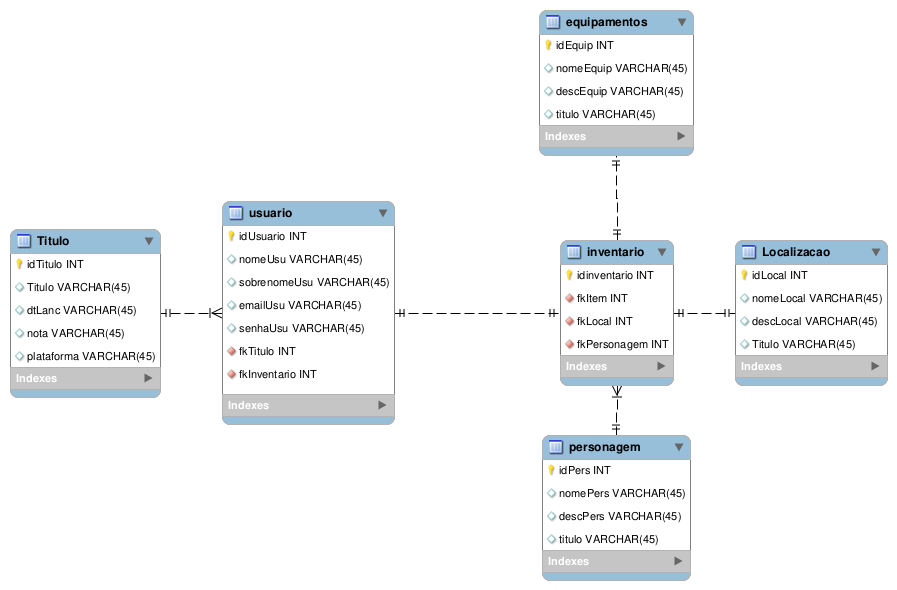 equipamentos
idEquip INT
nomeEquip VARCHAR(45)
descEquip VARCHAR(45)
titulo VARCHAR(45)
Indexes
Titulo
idTitulo INT
Titulo VARCHAR(45)
dtLanc VARCHAR(45)
nota VARCHAR(45)
plataforma VARCHAR(45)
Indexes
usuario
idUsuario INT
nomeUsu VARCHAR(45)
sobrenomeUsu VARCHAR(45)
emailUsu VARCHAR(45)
senhaUsu VARCHAR(45)
fkTitulo INT
fkInventario INT
Indexes
inventario
idinventario INT
fkItem INT
fkLocal INT
fkPersonagem INT
Indexes
Localizacao
idLocal INT
nomeLocal VARCHAR(45)
descLocal VARCHAR(45)
Titulo VARCHAR(45)
Indexes
personagem
idPers INT
nomePers VARCHAR(45)
descPers VARCHAR(45)
titulo VARCHAR(45)
Indexes